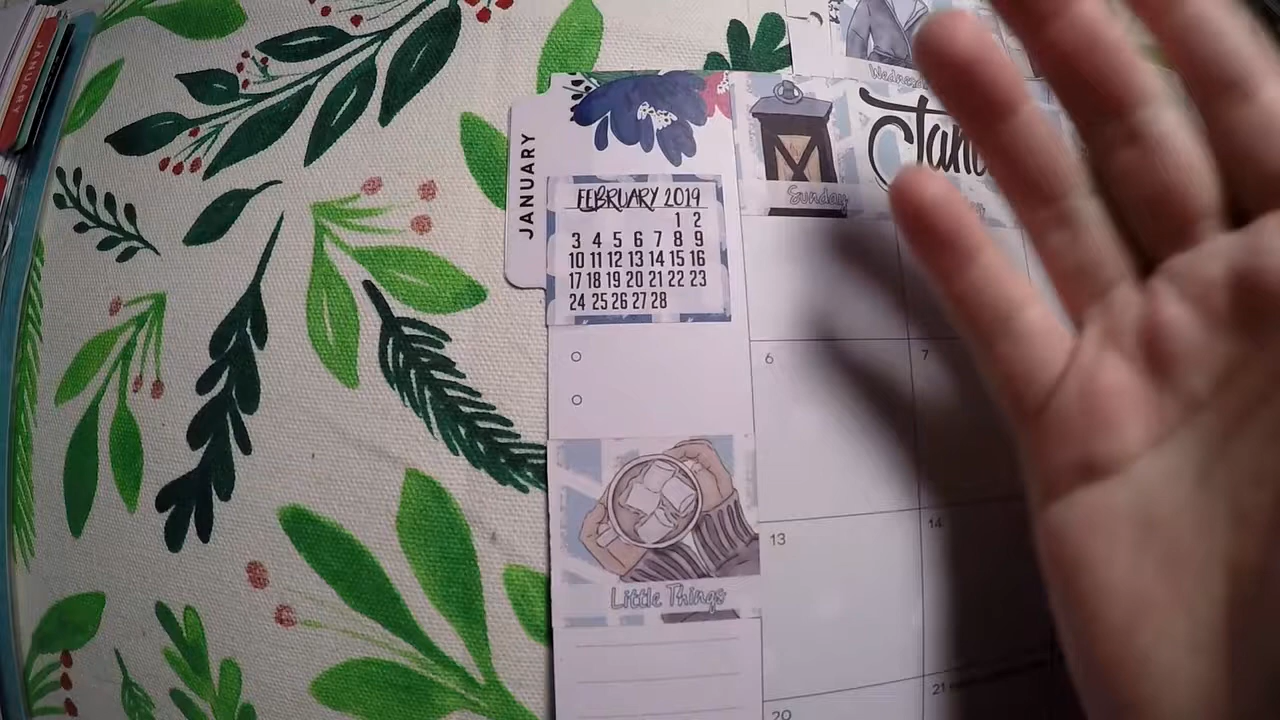 JANUARY
Wednesday
JANUARY
Sunday
FEBRUARY 2019
1 2
3 4 5 6 7 8 9
10 11 12 13 14 15 16
17 18 19 20 21 22 23
24 25 26 27 28
6 7
Little Things
13 14
20 21